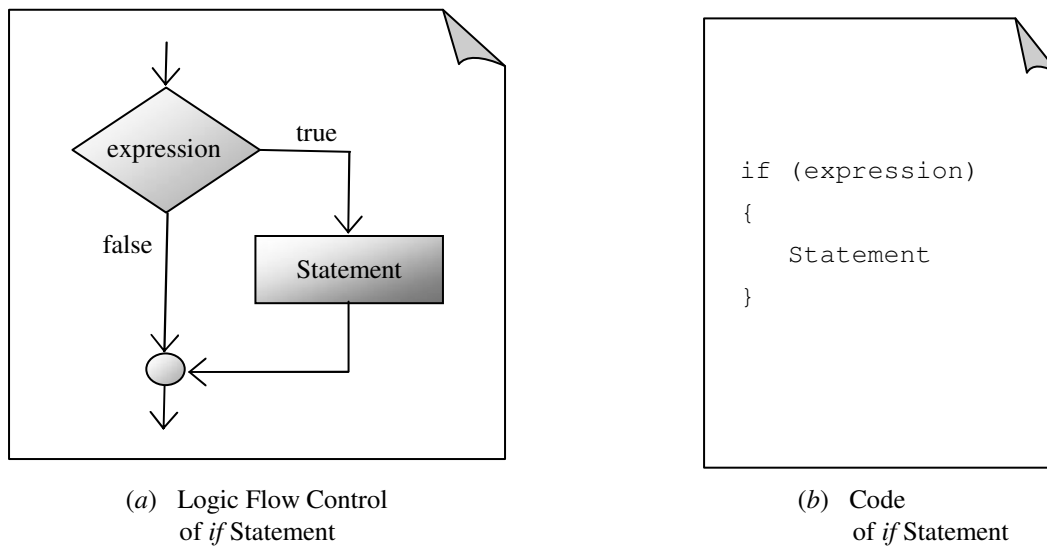 expression
true
false
Statement
if (expression)
{
Statement
}
(a) Logic Flow Control
of if Statement
(b) Code
of if Statement